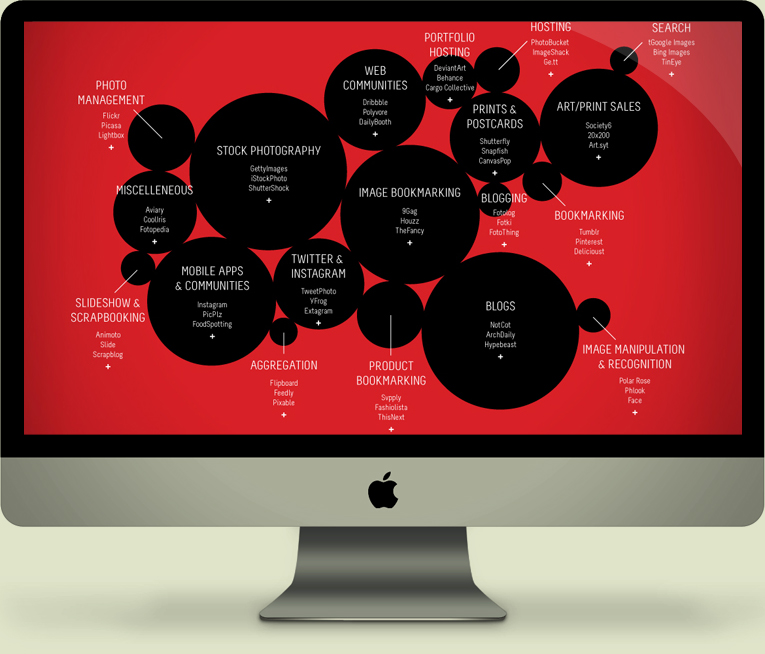 HOSTING
PhotoBucket
ImageShack
Ge.tt
SEARCH
tGoogle Images
Bing Images
TinEye
+
PORTFOLIO
HOSTING
DeviantArt
Behance
Cargo Collective
+
WEB
COMMUNITIES
Dribbble
Polyvore
DailyBooth
+
PHOTO
MANAGEMENT
Flickr
Picasa
Lightbox
+
PRINTS &
POSTCARDS
Shutterfly
Snapfish
CanvasPop
+
ART/PRINT SALES
Society6
20x200
Art.syt
+
STOCK PHOTOGRAPHY
GettyImages
iStockPhoto
ShutterShock
+
MISCELLENEOUS
Aviary
CoolIris
Fotopedia
+
IMAGE BOOKMARKING
9Gag
Houzz
TheFancy
+
BLOGGING
Fotolog
Fotki
FotoThing
+
BOOKMARKING
Tumblr
Pinterest
Delicioust
+
MOBILE APPS
& COMMUNITIES
Instagram
PicPlz
FoodSpotting
+
TWITTER &
INSTAGRAM
TweetPhoto
YFrog
Extagram
+
SLIDESHOW &
SCRAPBOOKING
Animoto
Slide
Scrapblog
+
BLOGS
NotCot
ArchDaily
Hypebeast
+
AGGREGATION
Flipboard
Feedly
Pixable
+
PRODUCT
BOOKMARKING
Svpply
Fashiolista
ThisNext
+
IMAGE MANIPULATION
& RECOGNITION
Polar Rose
Phlook
Face
+